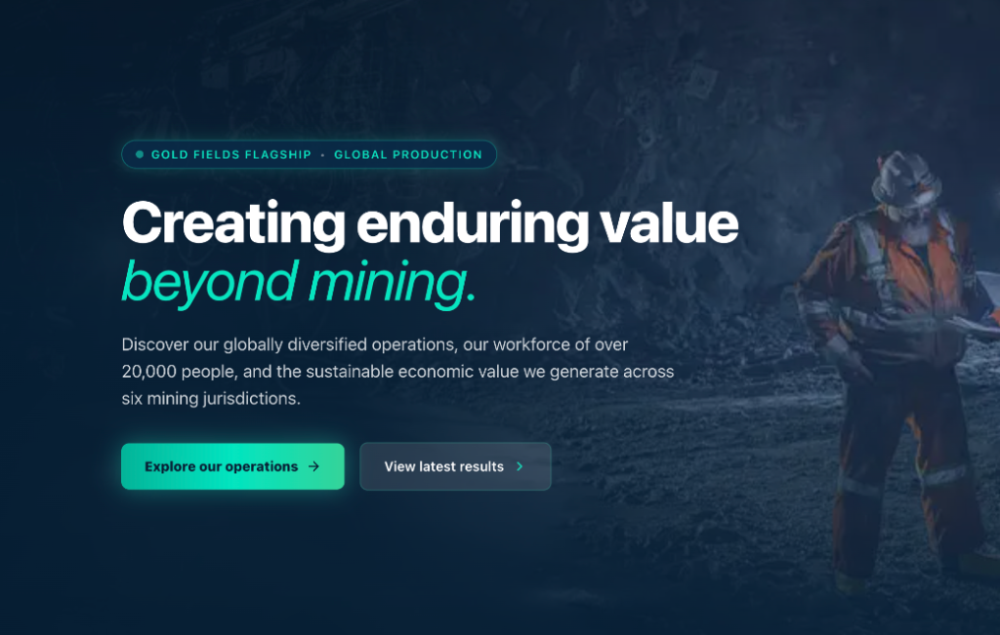 GOLD FIELDS FLAGSHIP • GLOBAL PRODUCTION
Creating enduring value
beyond mining.
Discover our globally diversified operations, our workforce of over
20,000 people, and the sustainable economic value we generate across
six mining jurisdictions.
Explore our operations →
View latest results >